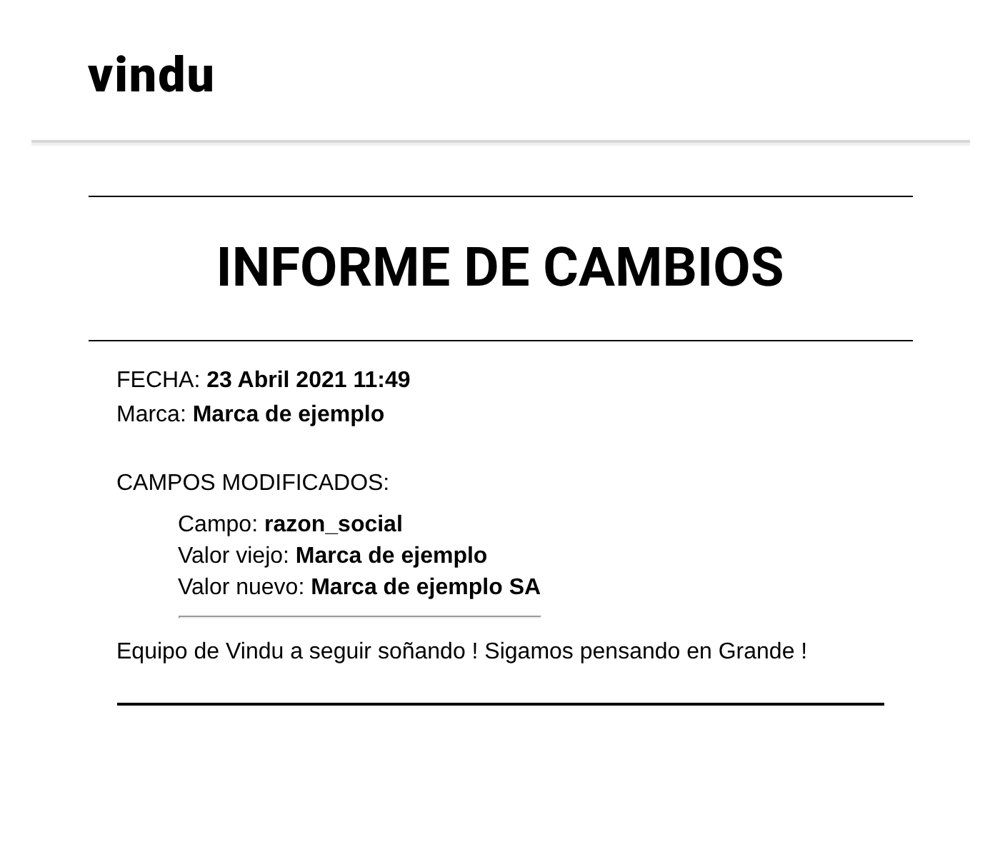 vindu
INFORME DE CAMBIOS
FECHA: 23 Abril 2021 11:49
Marca: Marca de ejemplo
CAMPOS MODIFICADOS:
Campo: razon_social
Valor viejo: Marca de ejemplo
Valor nuevo: Marca de ejemplo SA
Equipo de Vindu a seguir soñando ! Sigamos pensando en Grande !